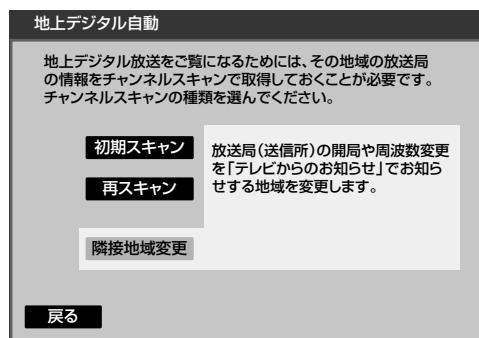 地上デジタル自動
地上デジタル放送をご覧になるためには、その地域の放送局
の情報をチャンネルスキャンで取得しておくことが必要です。
チャンネルスキャンの種類を選んでください。
初期スキャン
再スキャン
隣接地域変更
放送局(送信所)の開局や周波数変更
を「テレビからのお知らせ」でお知ら
せする地域を変更します。
戻る